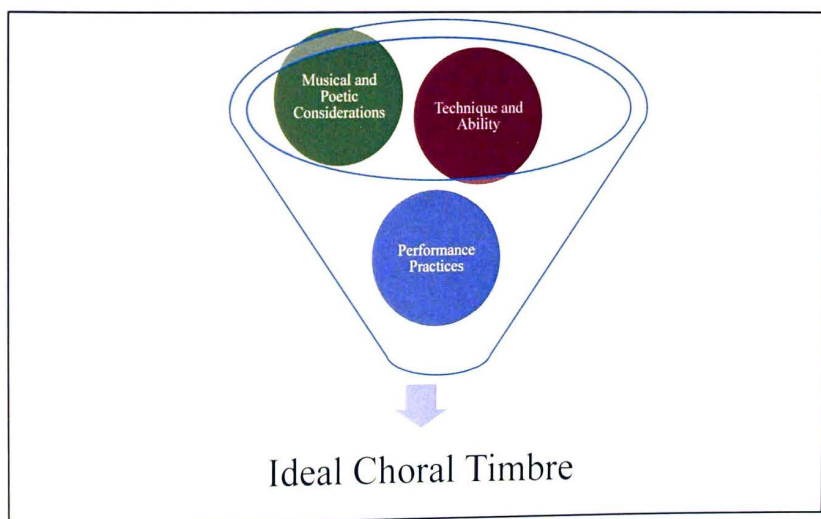 Musical and
Poetic
Considerations
Technique and
Ability
Performance
Practices
Ideal Choral Timbre